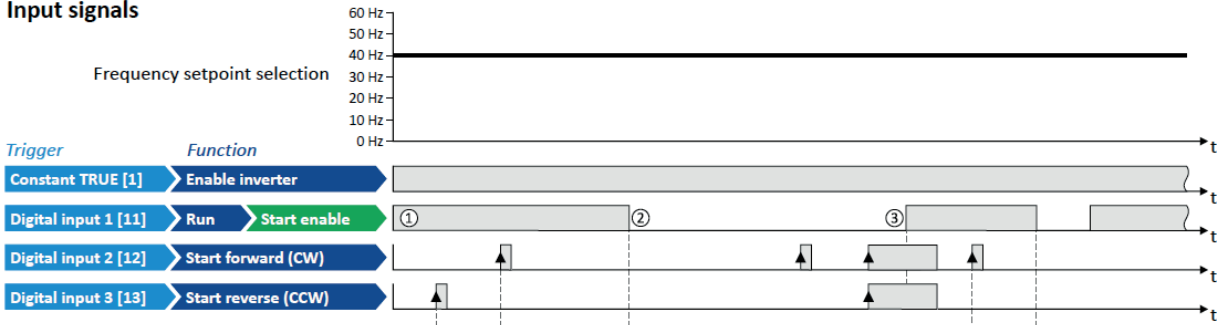 Input signals
60 Hz
50 Hz
40 Hz
Frequency setpoint selection
30 Hz
20 Hz
10 Hz
0 Hz
t
Trigger Function
Constant TRUE [1] Enable inverter
t
Digital input 1 [11] Run Start enable ① ② ③
t
Digital input 2 [12] Start forward (CW)
t
Digital input 3 [13] Start reverse (CCW)
t